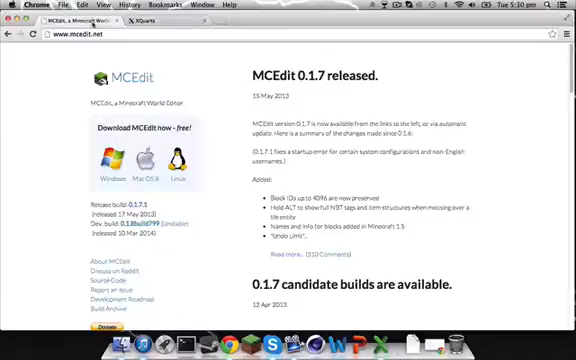 Chrome File Edit View History Bookmarks Window Help Tue 5:30 pm
MCEdit, a Minecraft World
XQuartz
www.mcedit.net
MCEdit
MCEdit, a Minecraft World Editor
Download MCEdit now - free!
Windows Mac OS X Linux
Release build: 0.1.7.1
(released 17 May 2013)
Dev. build: 0.1.8build799 (Unstable)
(released 10 Mar 2014)
About MCEdit
Discuss on Reddit
Source Code
Report an Issue
Development Roadmap
Build Archive
Donate
MCEdit 0.1.7 released.
15 May 2013
MCEdit version 0.1.7 is now available from the links to the left, or via automatic
update. Here is a summary of the changes made since 0.1.6:
(0.1.7.1 fixes a startup error for certain system configurations and non-English
usernames.)
Added:
• Block IDs up to 4096 are now preserved
• Hold ALT to show full NBT tags and item structures when mousing over a
tile entity
• Names and info for blocks added in Minecraft 1.5
• "Undo Limit"...
Read more... (310 Comments)
0.1.7 candidate builds are available.
12 Apr 2013